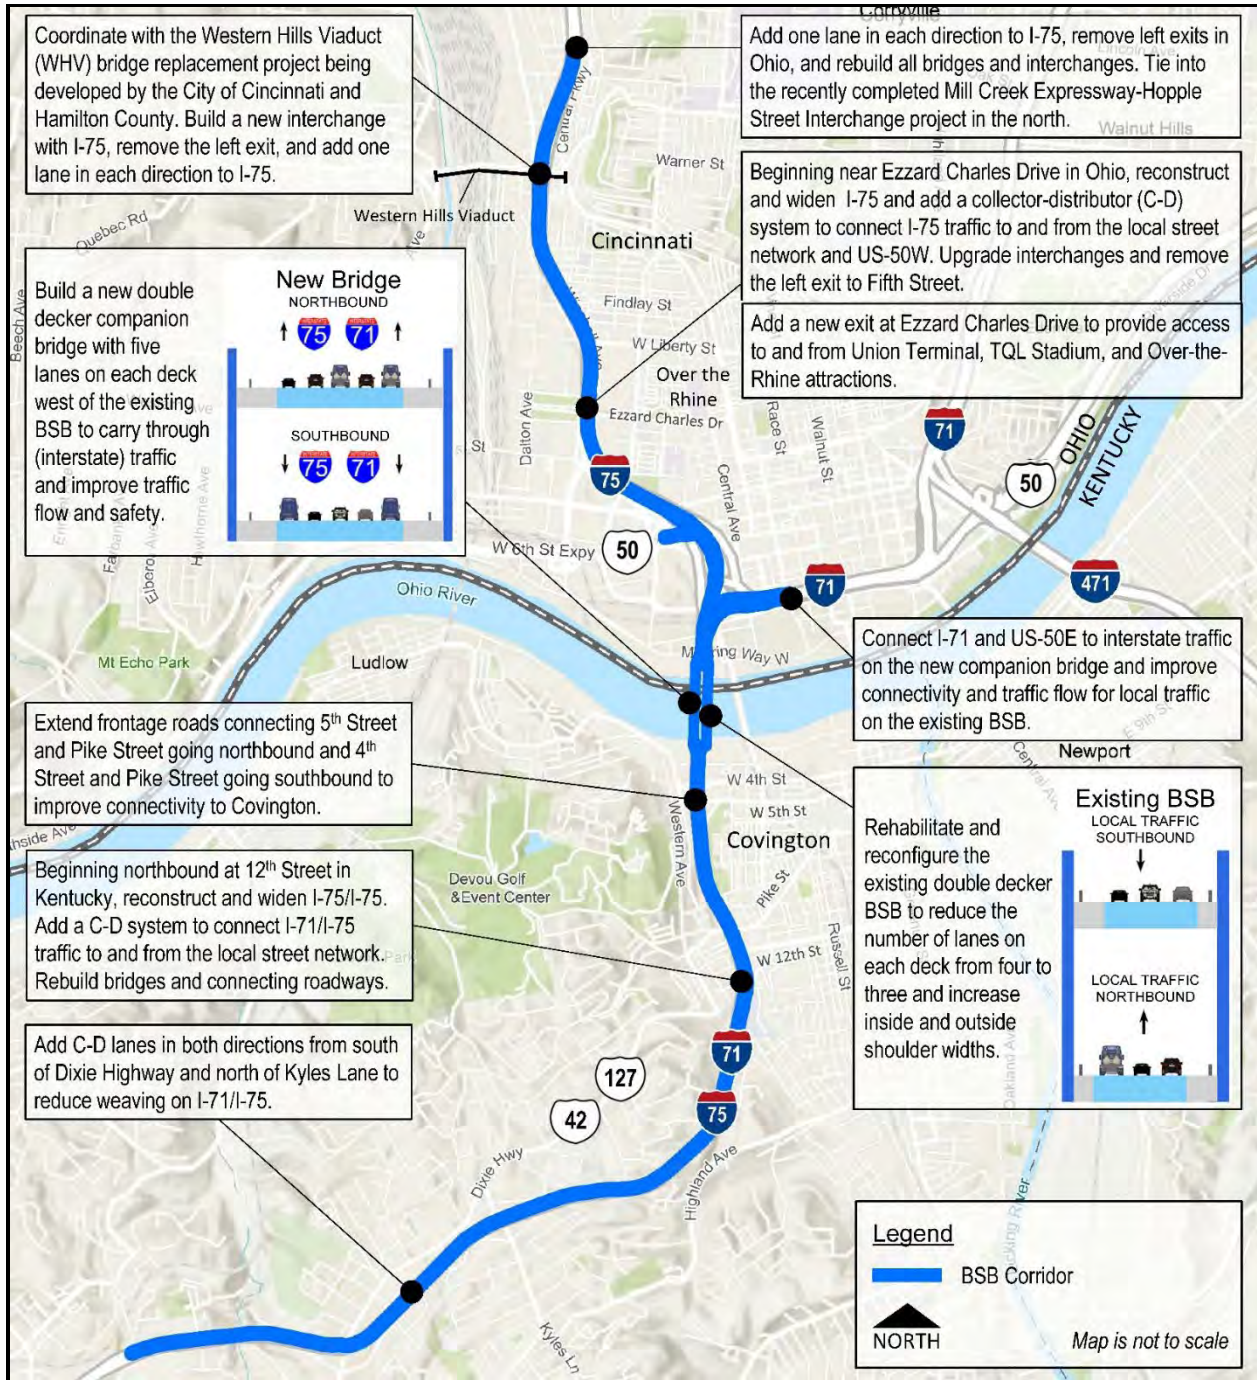 Coordinate with the Western Hills Viaduct
(WHV) bridge replacement project being
developed by the City of Cincinnati and
Hamilton County. Build a new interchange
with I-75, remove the left exit, and add one
lane in each direction to I-75.
Corryville
Add one lane in each direction to I-75, remove left exits in
Ohio, and rebuild all bridges and interchanges. Tie into
the recently completed Mill Creek Expressway-Hopple
Street Interchange project in the north.
Central Pkwy
Walnut Hills
Warner St
Western Hills Viaduct
Quebec Rd
Ave
Cincinnati
Beginning near Ezzard Charles Drive in Ohio, reconstruct
and widen I-75 and add a collector-distributor (C-D)
system to connect I-75 traffic to and from the local street
network and US-50W. Upgrade interchanges and remove
the left exit to Fifth Street.
Add a new exit at Ezzard Charles Drive to provide access
to and from Union Terminal, TQL Stadium, and Over-the-
Rhine attractions.
Beech Ave
Build a new double
decker companion
bridge with five
lanes on each deck
west of the existing
BSB to carry through
(interstate) traffic
and improve traffic
flow and safety.
New Bridge
NORTHBOUND
75 71
SOUTHBOUND
75 71
Findlay St
W Liberty St
Over the
Rhine
Ezzard Charles Dr
Dalton Ave
Race St
Walnut St
Central Ave
St
75
71
50
OHIO
KENTUCKY
Elberon Ave
Hawthorne Ave
W 6th St Expy
50
71
471
Ohio River
Mt Echo Park
Ludlow
Connect I-71 and US-50E to interstate traffic
on the new companion bridge and improve
connectivity and traffic flow for local traffic
on the existing BSB.
E 9th St
Newport
Central Ave
Extend frontage roads connecting 5th Street
and Pike Street going northbound and 4th
Street and Pike Street going southbound to
improve connectivity to Covington.
W 4th St
W 5th St
Western Ave
Covington
Pike St
Rehabilitate and
reconfigure the
existing double decker
BSB to reduce the
number of lanes on
each deck from four to
three and increase
inside and outside
shoulder widths.
Existing BSB
LOCAL TRAFFIC
SOUTHBOUND
LOCAL TRAFFIC
NORTHBOUND
Beginning northbound at 12th Street in
Kentucky, reconstruct and widen I-75/I-75.
Add a C-D system to connect I-71/I-75
traffic to and from the local street network.
Rebuild bridges and connecting roadways.
Devou Golf
&Event Center
W 12th St
Russell St
Oakland Ave
Add C-D lanes in both directions from south
of Dixie Highway and north of Kyles Lane to
reduce weaving on I-71/I-75.
71
127
42
75
Dixie Hwy
Highland Ave
Kyles Ln
Legend
BSB Corridor
NORTH
Map is not to scale